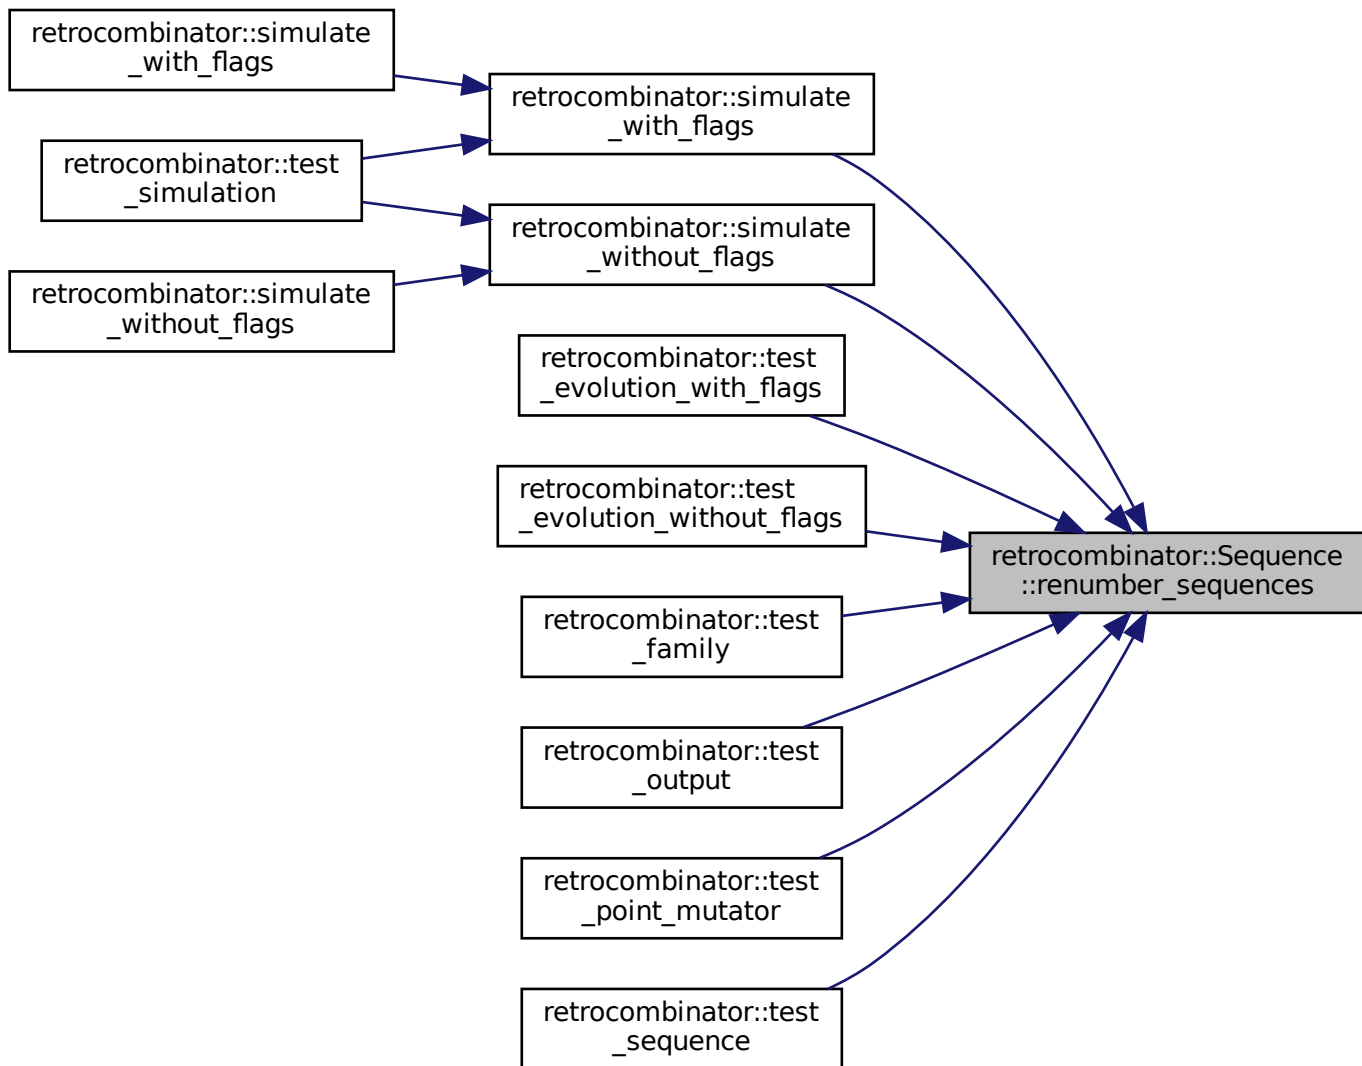 retrocombinator::simulate
_with_flags
retrocombinator::test
_simulation
retrocombinator::simulate
_without_flags
retrocombinator::simulate
_with_flags
retrocombinator::simulate
_without_flags
retrocombinator::test
_evolution_with_flags
retrocombinator::test
_evolution_without_flags
retrocombinator::test
_family
retrocombinator::test
_output
retrocombinator::test
_point_mutator
retrocombinator::test
_sequence
retrocombinator::Sequence
::renumber_sequences